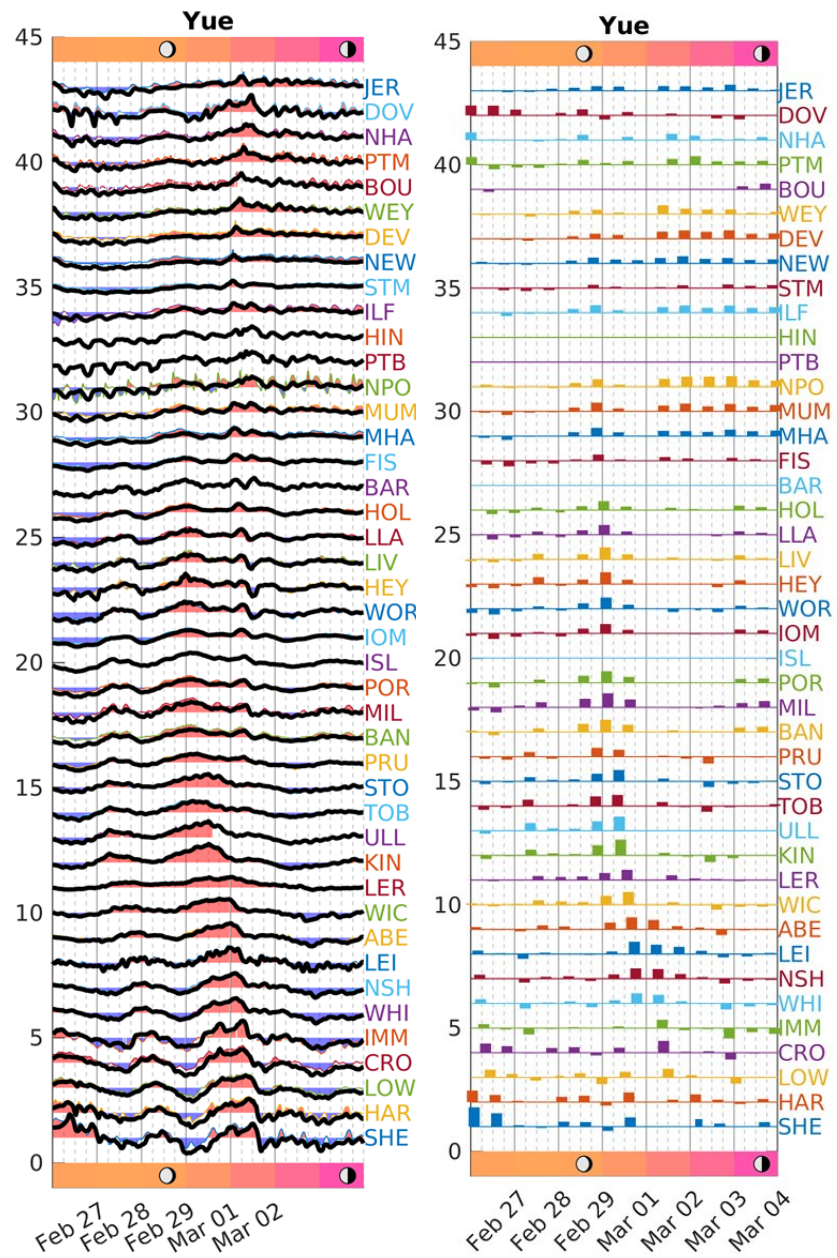 Yue
45
JER
DOV
NHA
40
PTM
BOU
WEY
DEV
NEW
35
STM
ILF
HIN
PTB
NPO
30
MUM
MHA
FIS
BAR
HOL
25
LLA
LIV
HEY
WOR
IOM
20
ISL
POR
MIL
BAN
PRU
15
STO
TOB
ULL
KIN
LER
10
WIC
ABE
LEI
NSH
WHI
5
IMM
CRO
LOW
HAR
SHE
0
Feb 27
Feb 28
Feb 29
Mar 01
Mar 02
Yue
45
JER
DOV
NHA
40
PTM
BOU
WEY
DEV
NEW
35
STM
ILF
HIN
PTB
NPO
30
MUM
MHA
FIS
BAR
HOL
25
LLA
LIV
HEY
WOR
IOM
20
ISL
POR
MIL
BAN
PRU
15
STO
TOB
ULL
KIN
LER
10
WIC
ABE
LEI
NSH
WHI
5
IMM
CRO
LOW
HAR
SHE
0
Feb 27
Feb 28
Feb 29
Mar 01
Mar 02
Mar 03
Mar 04